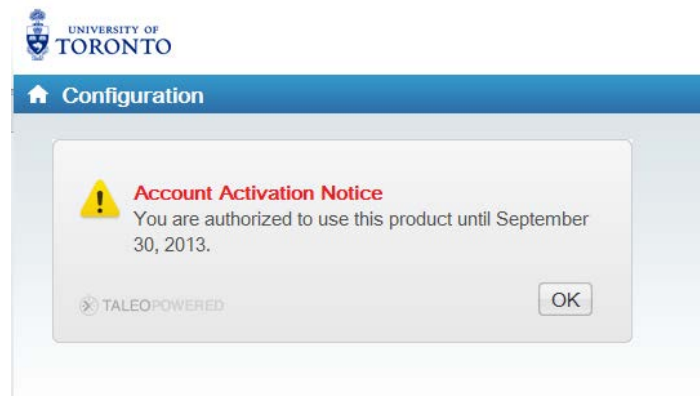 UNIVERSITY OF
TORONTO
Configuration
Account Activation Notice
You are authorized to use this product until September
30, 2013.
TALEOPOWERED
OK